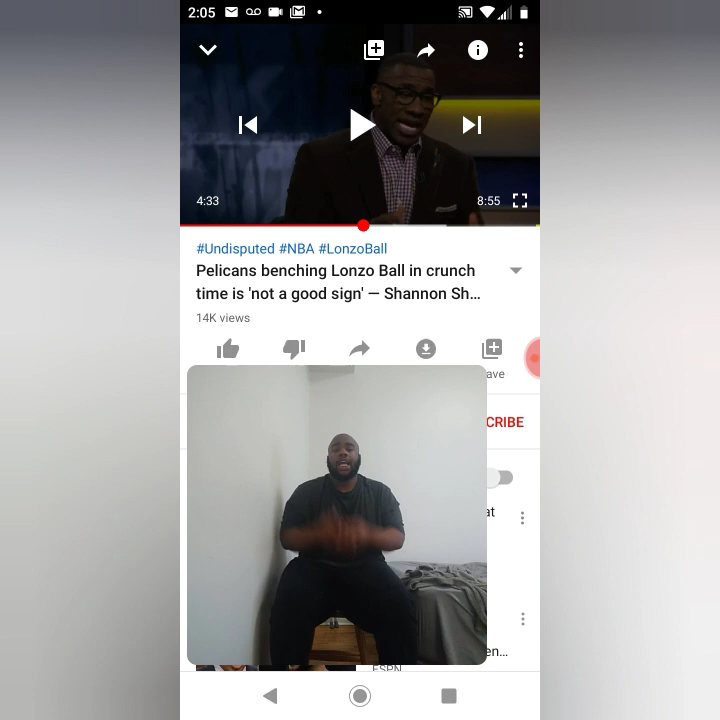 2:05
4:33
8:55
#Undisputed #NBA #LonzoBall
Pelicans benching Lonzo Ball in crunch
time is 'not a good sign' — Shannon Sh...
14K views
ave
CRIBE
at
en...
ESPN